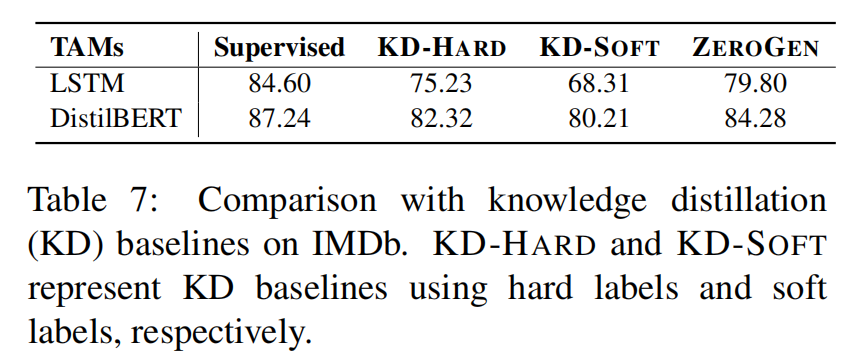 TAMs Supervised KD-HARD KD-SOFT ZEROGEN
LSTM 84.60 75.23 68.31 79.80
DistilBERT 87.24 82.32 80.21 84.28
Table 7: Comparison with knowledge distillation
(KD) baselines on IMDb. KD-HARD and KD-SOFT
represent KD baselines using hard labels and soft
labels, respectively.